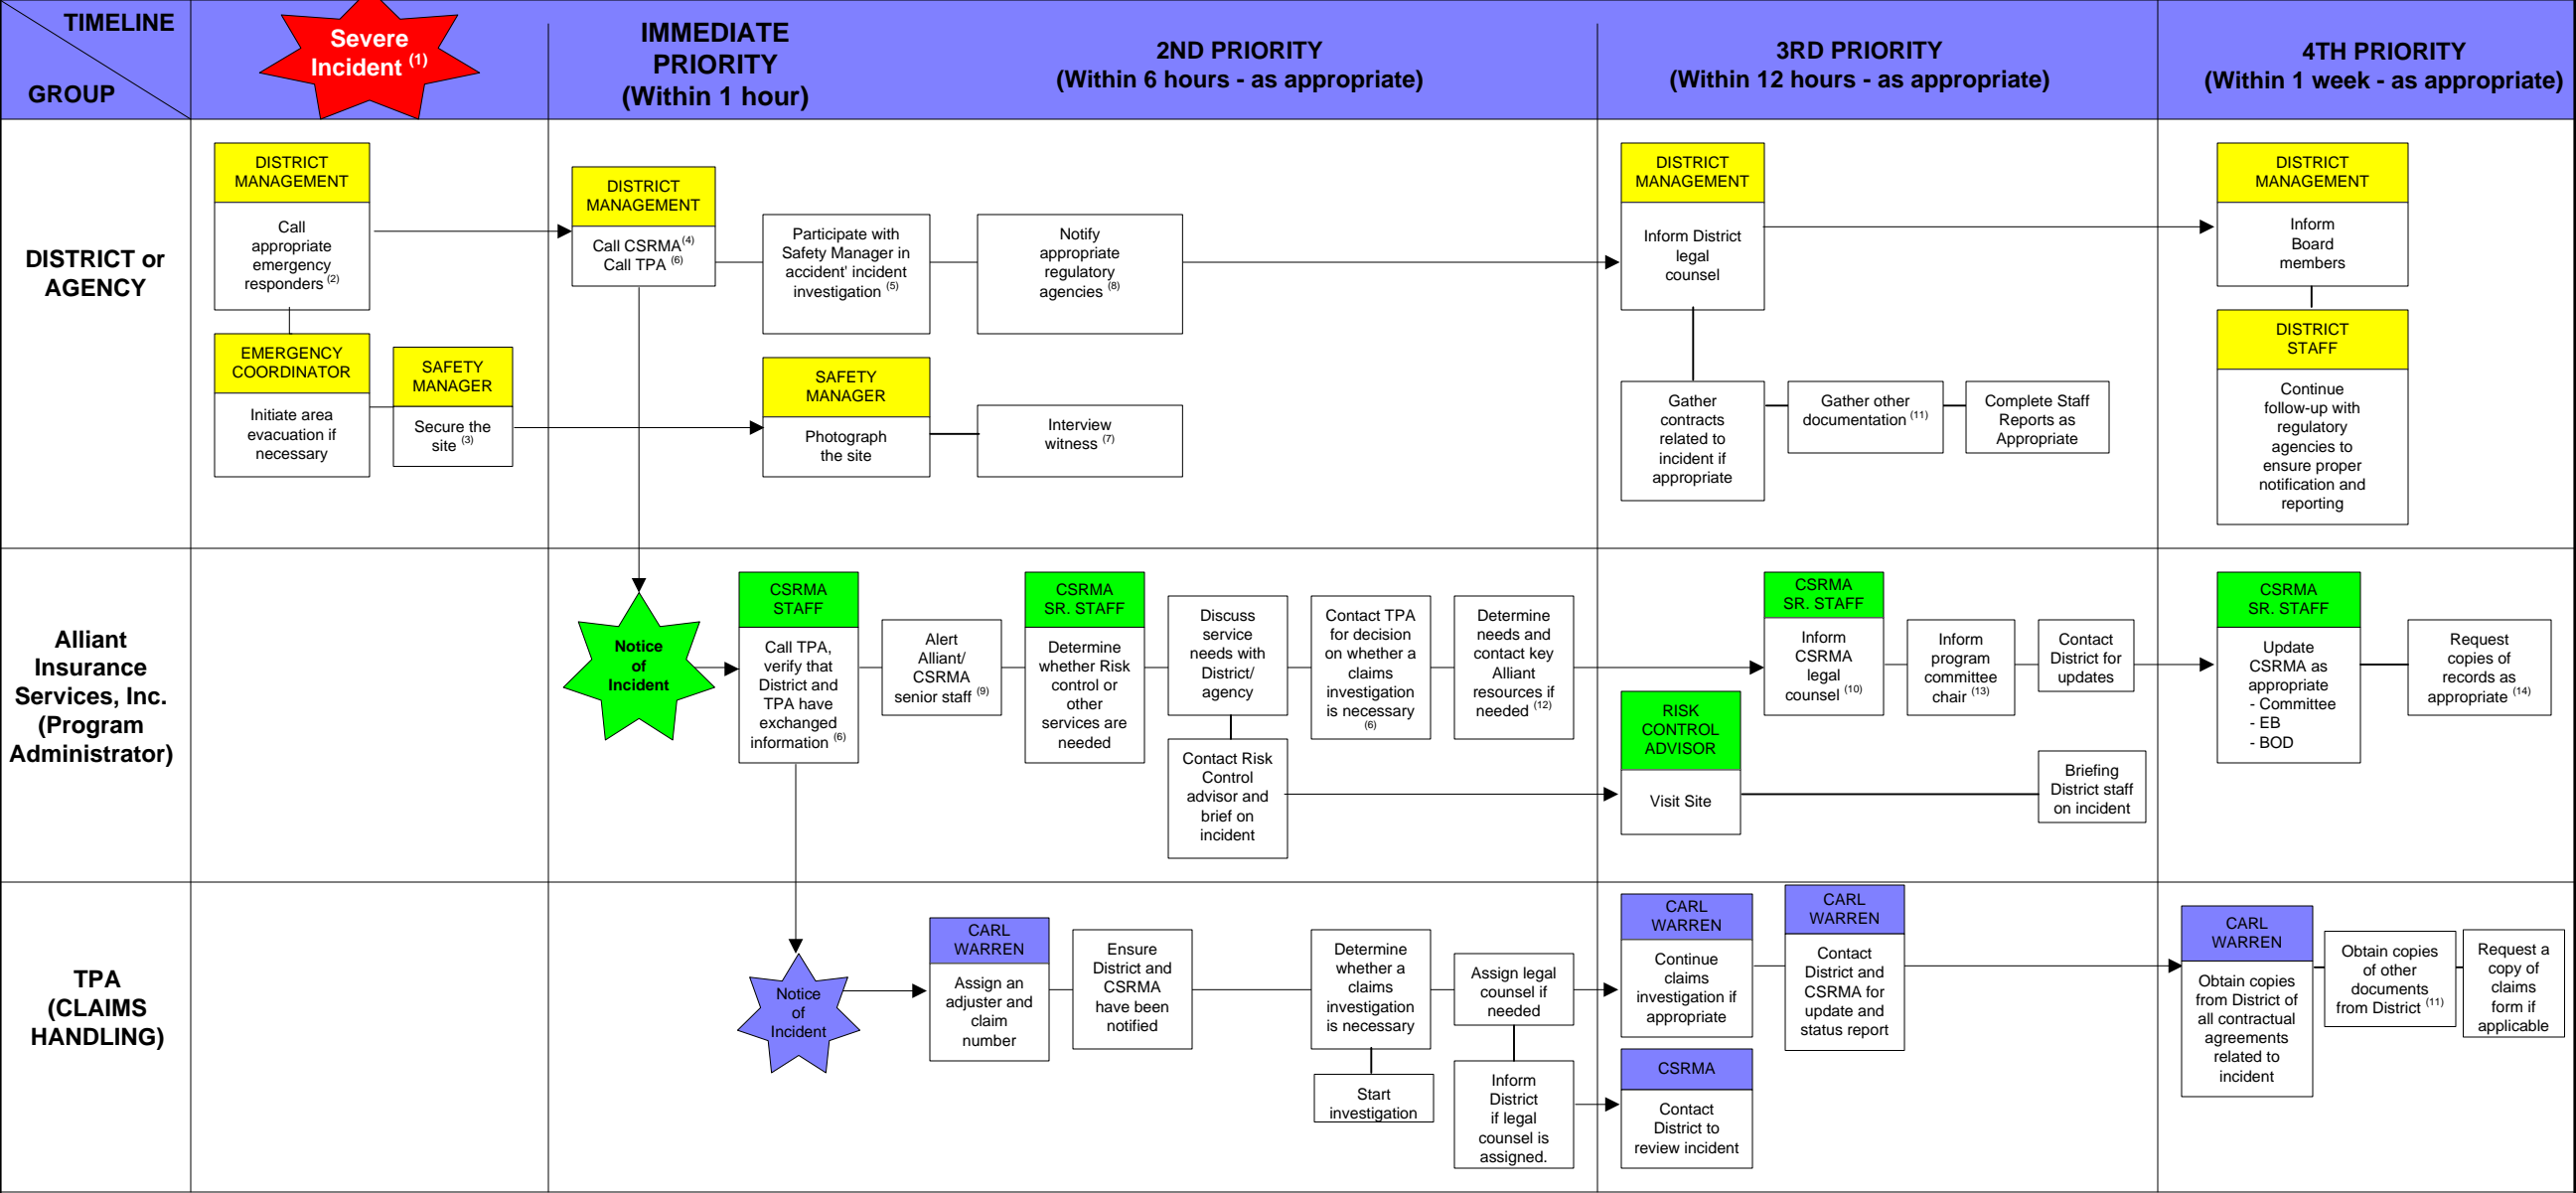 TIMELINE
GROUP
Severe
Incident (1)
IMMEDIATE
PRIORITY
(Within 1 hour)
2ND PRIORITY
(Within 6 hours - as appropriate)
3RD PRIORITY
(Within 12 hours - as appropriate)
4TH PRIORITY
(Within 1 week - as appropriate)
DISTRICT or
AGENCY
DISTRICT
MANAGEMENT
Call
appropriate
emergency
responders (2)
EMERGENCY
COORDINATOR
Initiate area
evacuation if
necessary
SAFETY
MANAGER
Secure the
site (3)
DISTRICT
MANAGEMENT
Call CSRMA(4)
Call TPA (6)
Participate with
Safety Manager in
accident' incident
investigation (5)
Notify
appropriate
regulatory
agencies (8)
SAFETY
MANAGER
Photograph
the site
Interview
witness (7)
DISTRICT
MANAGEMENT
Inform District
legal
counsel
Gather
contracts
related to
incident if
appropriate
Gather other
documentation (11)
Complete Staff
Reports as
Appropriate
DISTRICT
MANAGEMENT
Inform
Board
members
DISTRICT
STAFF
Continue
follow-up with
regulatory
agencies to
ensure proper
notification and
reporting
Alliant
Insurance
Services, Inc.
(Program
Administrator)
Notice
of
Incident
CSRMA
STAFF
Call TPA,
verify that
District and
TPA have
exchanged
information (6)
Alert
Alliant/
CSRMA
senior staff (9)
CSRMA
SR. STAFF
Determine
whether Risk
control or
other
services are
needed
Discuss
service
needs with
District/
agency
Contact Risk
Control
advisor and
brief on
incident
Contact TPA
for decision
on whether a
claims
investigation
is necessary
(6)
Determine
needs and
contact key
Alliant
resources if
needed (12)
CSRMA
SR. STAFF
Inform
CSRMA
legal
counsel (10)
Inform
program
committee
chair (13)
Contact
District for
updates
RISK
CONTROL
ADVISOR
Visit Site
Briefing
District staff
on incident
CSRMA
SR. STAFF
Update
CSRMA as
appropriate
- Committee
- EB
- BOD
Request
copies of
records as
appropriate (14)
TPA
(CLAIMS
HANDLING)
Notice
of
Incident
CARL
WARREN
Assign an
adjuster and
claim
number
Ensure
District and
CSRMA
have been
notified
Determine
whether a
claims
investigation
is necessary
Start
investigation
Assign legal
counsel if
needed
Inform
District
if legal
counsel is
assigned.
CARL
WARREN
Continue
claims
investigation if
appropriate
CARL
WARREN
Contact
District and
CSRMA for
update and
status report
CSRMA
Contact
District to
review incident
CARL
WARREN
Obtain copies
from District of
all contractual
agreements
related to
incident
Obtain copies
of other
documents
from District (11)
Request a
copy of
claims
form if
applicable